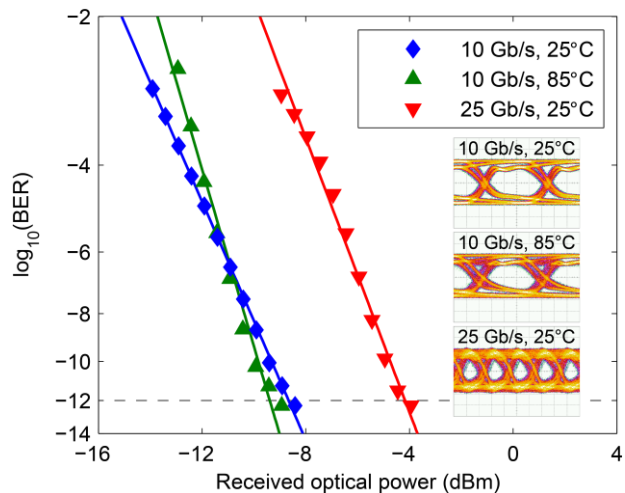 -2
-4
-6
-8
-10
-12
-14
log10(BER)
-16
-12
-8
-4
0
4
Received optical power (dBm)
10 Gb/s, 25°C
10 Gb/s, 85°C
25 Gb/s, 25°C
10 Gb/s, 25°C
10 Gb/s, 85°C
25 Gb/s, 25°C